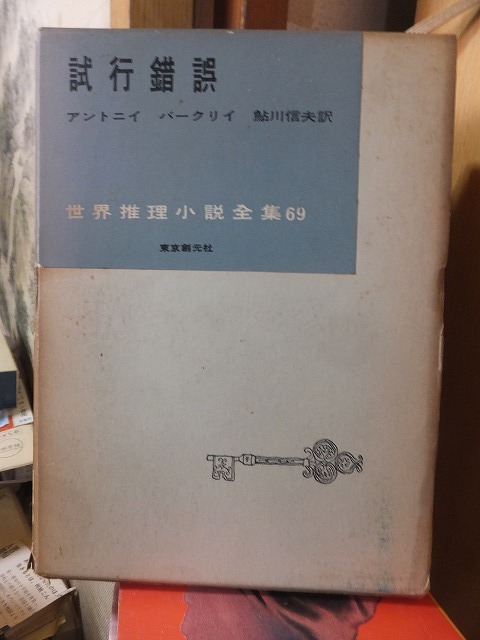 試行錯誤
アントニイ バークリイ 鮎川信夫訳
世界推理小説全集69
東京創元社